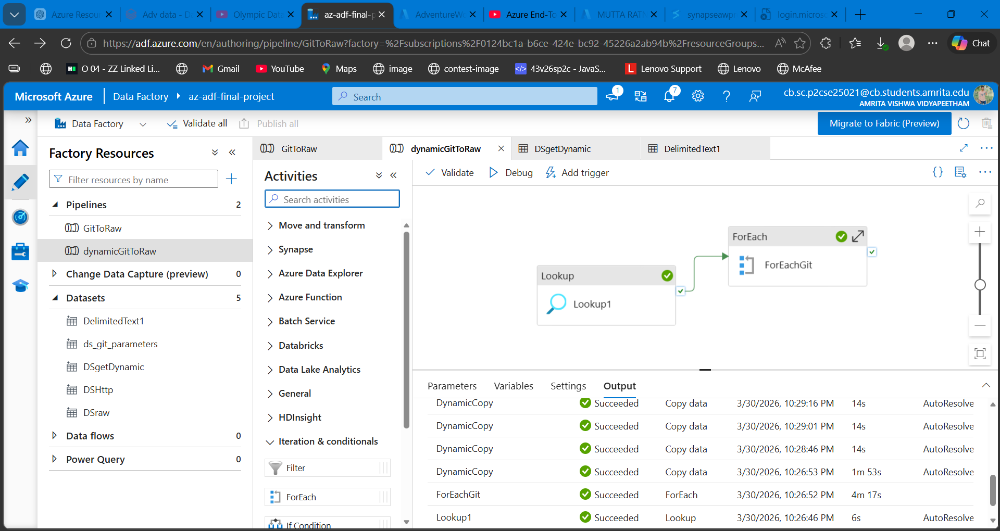 Azure Resour
Adv data - D
Olympic Dat
az-adf-final-p
AdventureWo
Azure End-To
MUTTA RATN
synapseawpr
login.micros
https://adf.azure.com/en/authoring/pipeline/GitToRaw?factory=%2Fsubscriptions%2F0124bc1a-b6ce-424e-bc92-45226a2ab94b%2FresourceGroups...
Chat
O 04 - ZZ Linked Li...
Gmail
YouTube
Maps
image
contest-image
43v26sp2c - JavaS...
Lenovo Support
Lenovo
McAfee
Microsoft Azure
Data Factory
az-adf-final-project
Search
1
7
cb.sc.p2cse25021@cb.students.amrita.edu
AMRITA VISHWA VIDYAPEETHAM
Data Factory
Validate all
Publish all
Migrate to Fabric (Preview)
Factory Resources
Filter resources by name
Pipelines 2
GitToRaw
dynamicGitToRaw
Change Data Capture (preview) 0
Datasets 5
DelimitedText1
ds_git_parameters
DSgetDynamic
DSHttp
DSraw
Data flows 0
Power Query 0
GitToRaw
dynamicGitToRaw
DSgetDynamic
DelimitedText1
Activities
Search activities
Move and transform
Synapse
Azure Data Explorer
Azure Function
Batch Service
Databricks
Data Lake Analytics
General
HDInsight
Iteration & conditionals
Filter
ForEach
If Condition
Validate
Debug
Add trigger
Lookup
Lookup1
ForEach
ForEachGit
Parameters
Variables
Settings
Output
DynamicCopy Succeeded Copy data 3/30/2026, 10:29:16 PM 14s AutoResolve
DynamicCopy Succeeded Copy data 3/30/2026, 10:29:01 PM 14s AutoResolve
DynamicCopy Succeeded Copy data 3/30/2026, 10:28:46 PM 14s AutoResolve
DynamicCopy Succeeded Copy data 3/30/2026, 10:26:53 PM 1m 53s AutoResolve
ForEachGit Succeeded ForEach 3/30/2026, 10:26:52 PM 4m 17s
Lookup1 Succeeded Lookup 3/30/2026, 10:26:46 PM 6s AutoResolve